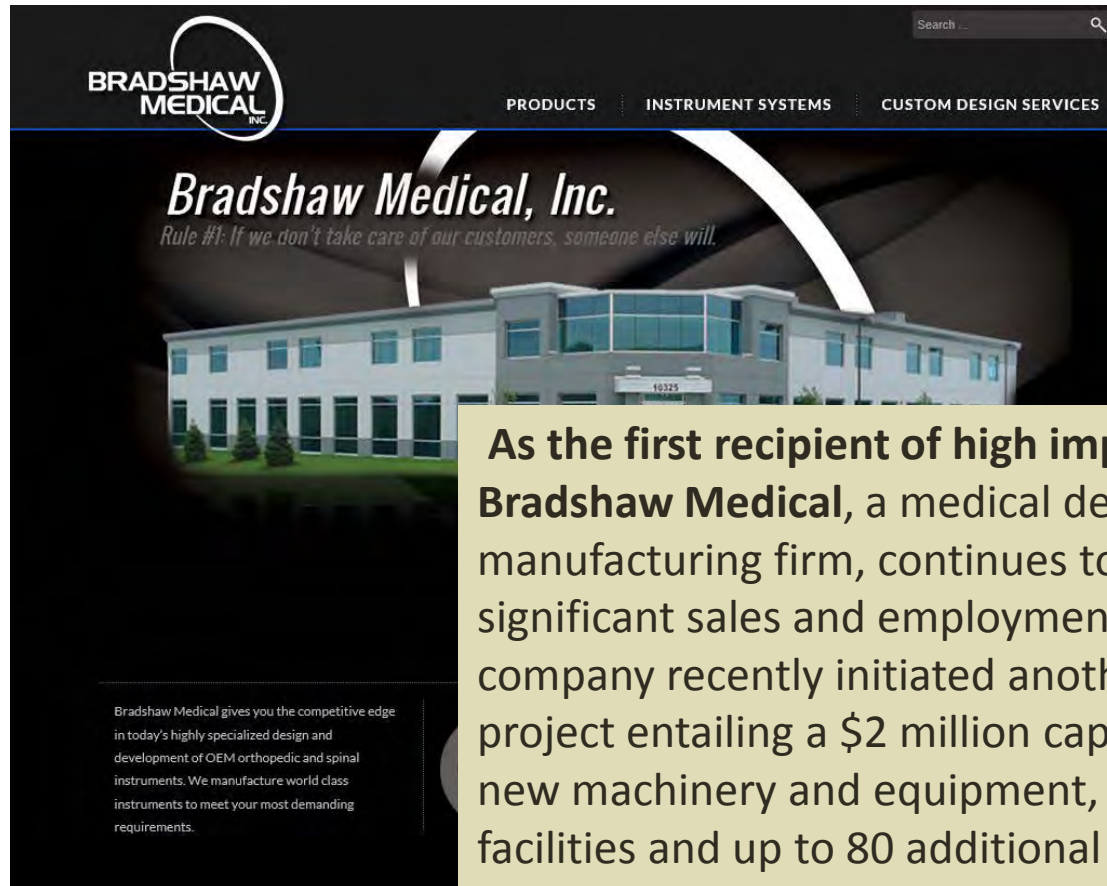 Search ...
BRADSHAW
MEDICAL
INC.
PRODUCTS INSTRUMENT SYSTEMS CUSTOM DESIGN SERVICES
Bradshaw Medical, Inc.
Rule #1: If we don't take care of our customers, someone else will.
10325
As the first recipient of high imp
Bradshaw Medical, a medical de
manufacturing firm, continues to
significant sales and employmen
company recently initiated anoth
project entailing a $2 million cap
new machinery and equipment,
facilities and up to 80 additional
Bradshaw Medical gives you the competitive edge
in today's highly specialized design and
development of OEM orthopedic and spinal
instruments. We manufacture world class
instruments to meet your most demanding
requirements.